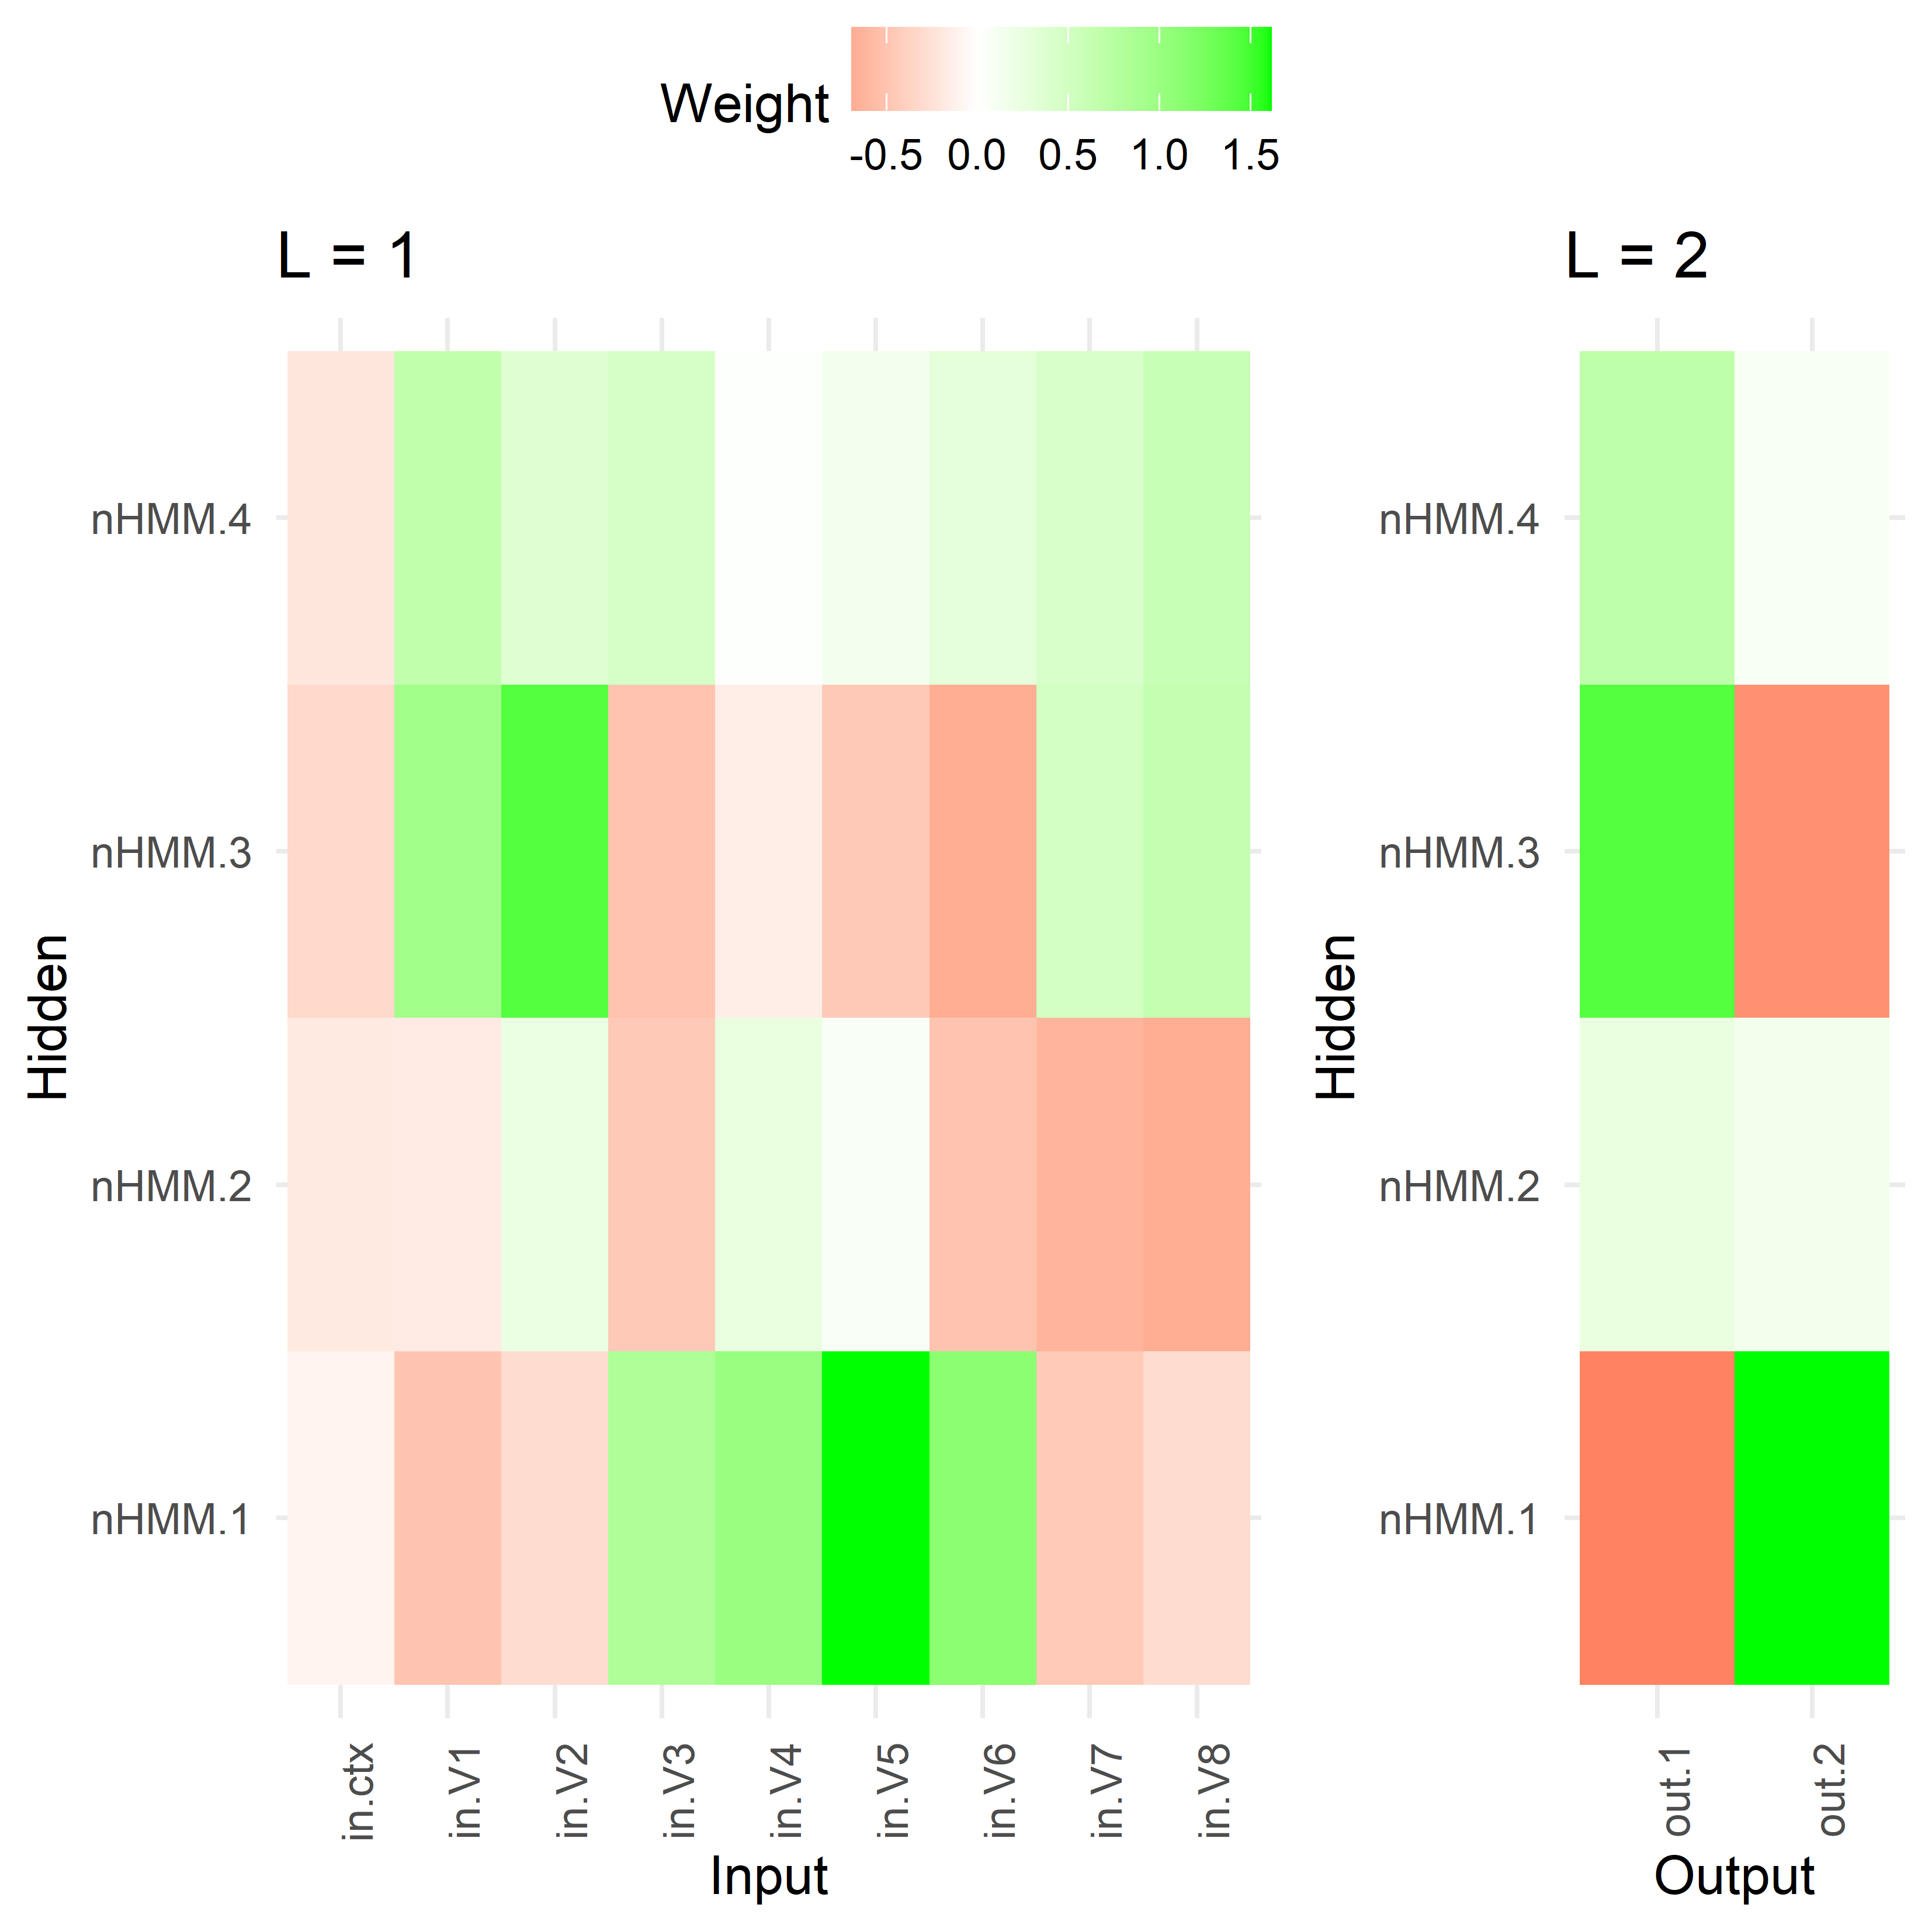 Weight
-0.5 0.0 0.5 1.0 1.5
L = 1
L = 2
Hidden
nHMM.4
nHMM.3
nHMM.2
nHMM.1
in.ctx in.V1 in.V2 in.V3 in.V4 in.V5 in.V6 in.V7 in.V8
Input
Hidden
nHMM.4
nHMM.3
nHMM.2
nHMM.1
out.1 out.2
Output